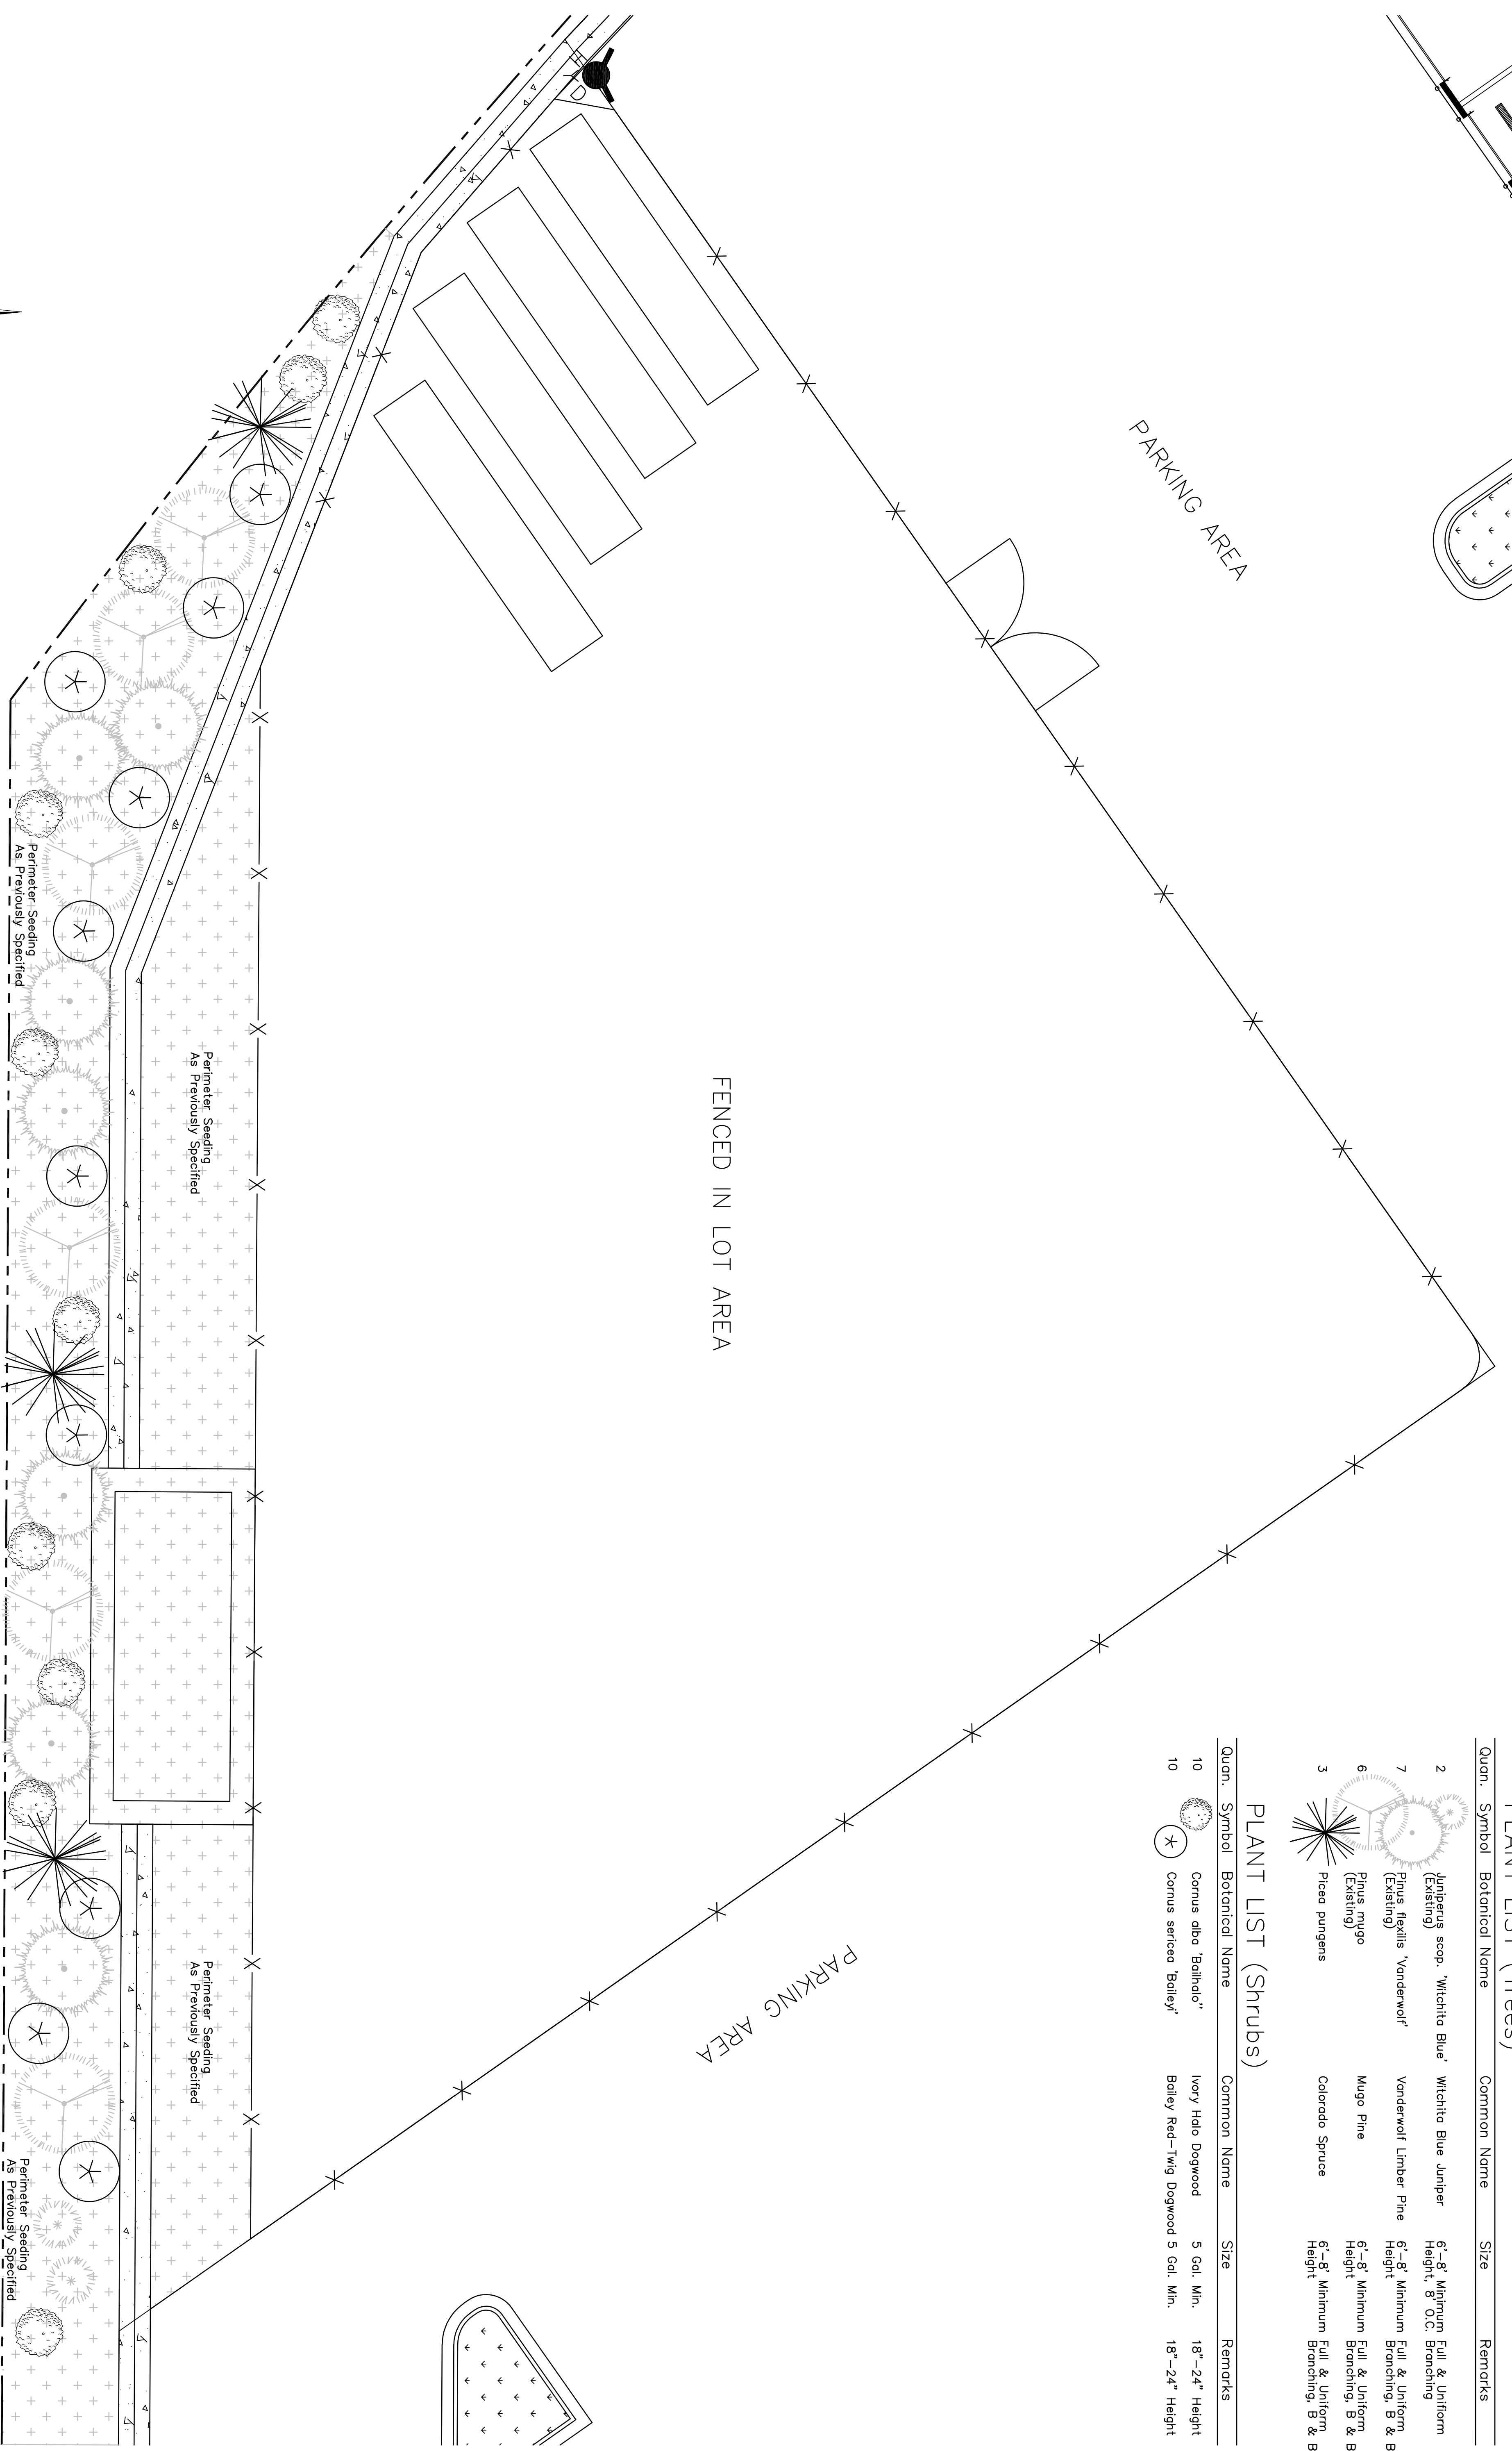 HYD
PARKING AREA
FENCED IN LOT AREA
PARKING AREA
Perimeter Seeding
As Previously Specified
Perimeter Seeding
As Previously Specified
Perimeter Seeding
As Previously Specified
Perimeter Seeding
As Previously Specified
PLANT LIST (Trees)
Quan. Symbol Botanical Name Common Name Size Remarks
2 Juniperus scop. 'Witchita Blue' Witchita Blue Juniper 6'-8' Minimum Full & Unifiorm
(Existing) Height, 8' O.C. Branching
7 Pinus flexilis 'Vanderwolf' Vanderwolf Limber Pine 6'-8' Minimum Full & Uniform
(Existing) Height Branching, B & B
6 Pinus mugo Mugo Pine 6'-8' Minimum Full & Uniform
(Existing) Height Branching, B & B
3 Picea pungens Colorado Spruce 6'-8' Minimum Full & Uniform
Height Branching, B & B
PLANT LIST (Shrubs)
Quan. Symbol Botanical Name Common Name Size Remarks
10 Cornus alba 'Bailhalo" Ivory Halo Dogwood 5 Gal. Min. 18"-24" Height
10 Cornus sericea 'Baileyi' Bailey Red-Twig Dogwood 5 Gal. Min. 18"-24" Height